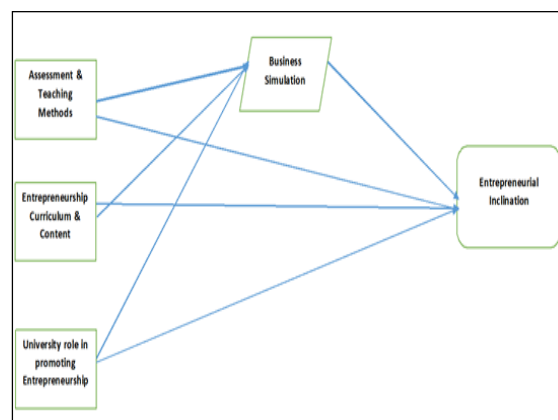 Assessment &
Teaching
Methods
Business
Simulation
Entrepreneurship
Curriculum &
Content
Entrepreneurial
Inclination
University role in
promoting
Entrepreneurship